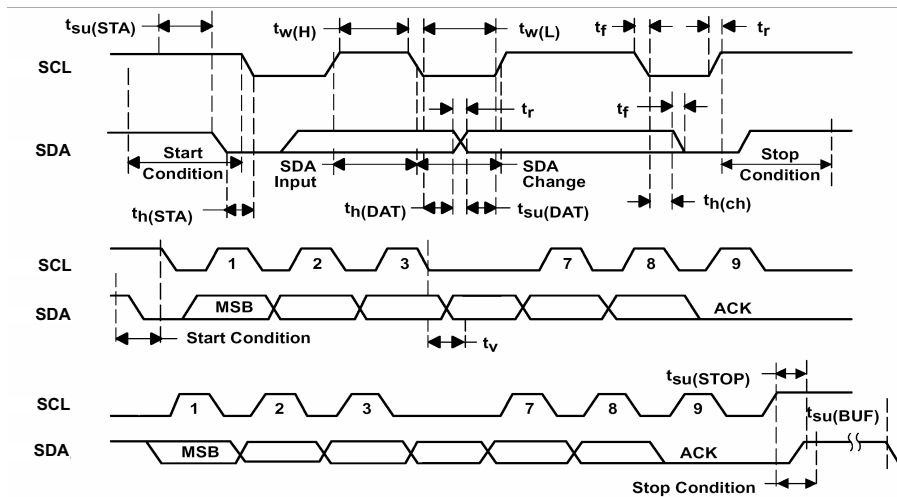 tsu(STA) tw(H) tw(L) tf tr
SCL
tr tf
SDA
Start Condition
SDA Input
SDA Change
Stop Condition
th(STA) th(DAT) tsu(DAT) th(ch)
SCL 1 2 3 7 8 9
SDA MSB ACK
Start Condition tv
tsu(STOP)
SCL 1 2 3 7 8 9
tsu(BUF)
SDA MSB ACK
Stop Condition